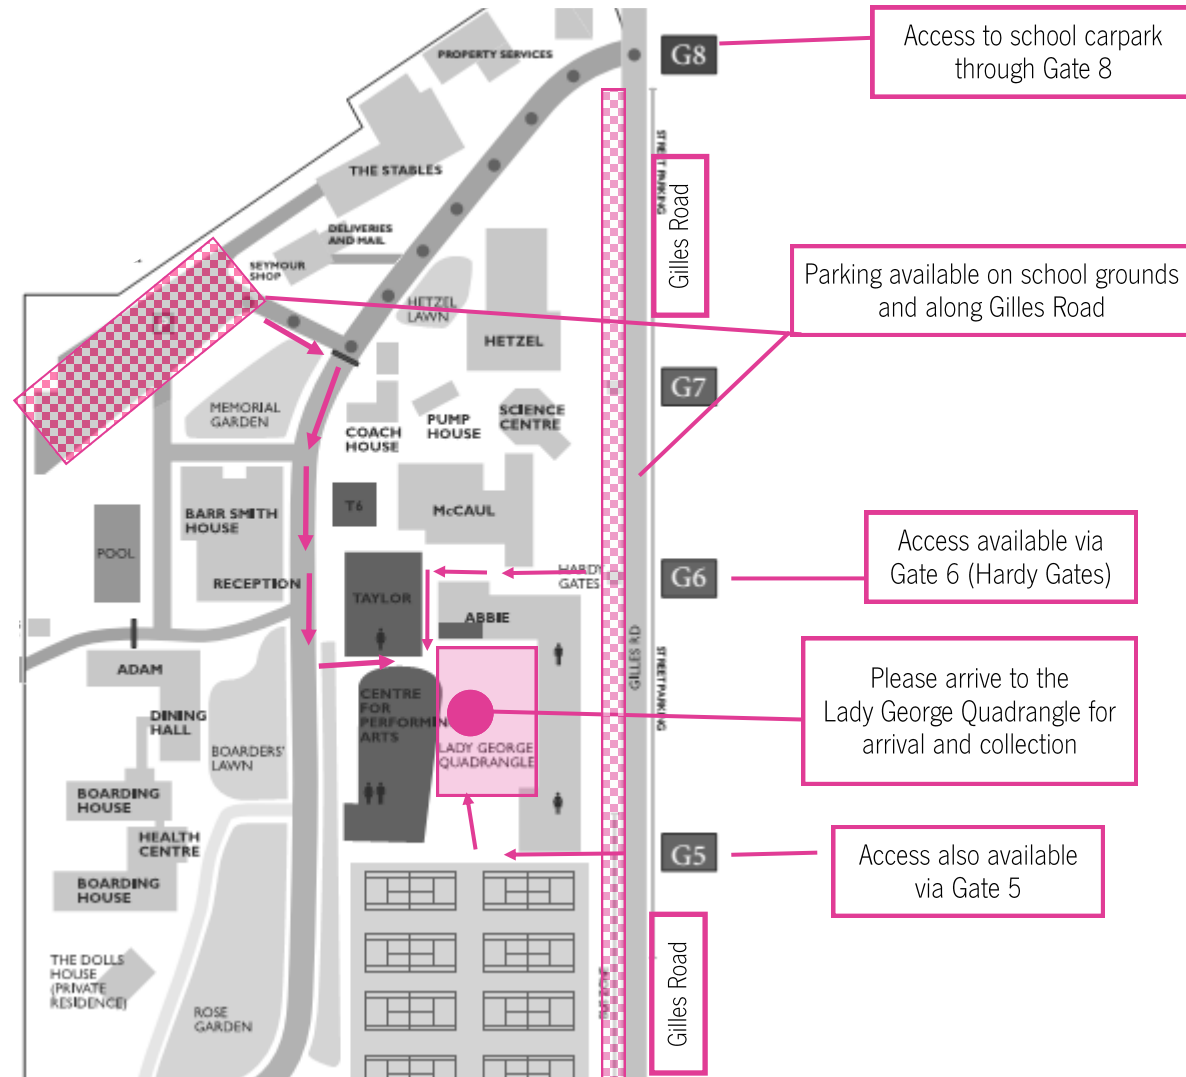 PROPERTY SERVICES
G8
Access to school carpark
through Gate 8
THE STABLES
STREET PARKING
Gilles Road
DELIVERIES
AND MAIL
SEYMOUR
SHOP
HETZEL
LAWN
HETZEL
Parking available on school grounds
and along Gilles Road
G7
MEMORIAL
GARDEN
COACH
HOUSE
PUMP
HOUSE
SCIENCE
CENTRE
BARR SMITH
HOUSE
T6
McCAUL
POOL
RECEPTION
TAYLOR
HARDY
GATES
G6
Access available via
Gate 6 (Hardy Gates)
ABBIE
GILLES RD
STREET PARKING
ADAM
DINING
HALL
BOARDERS'
LAWN
CENTRE
FOR
PERFORMIN
ARTS
LADY GEORGE
QUADRANGLE
Please arrive to the
Lady George Quadrangle for
arrival and collection
BOARDING
HOUSE
HEALTH
CENTRE
BOARDING
HOUSE
G5
Access also available
via Gate 5
THE DOLLS
HOUSE
(PRIVATE
RESIDENCE)
ROSE
GARDEN
Gilles Road